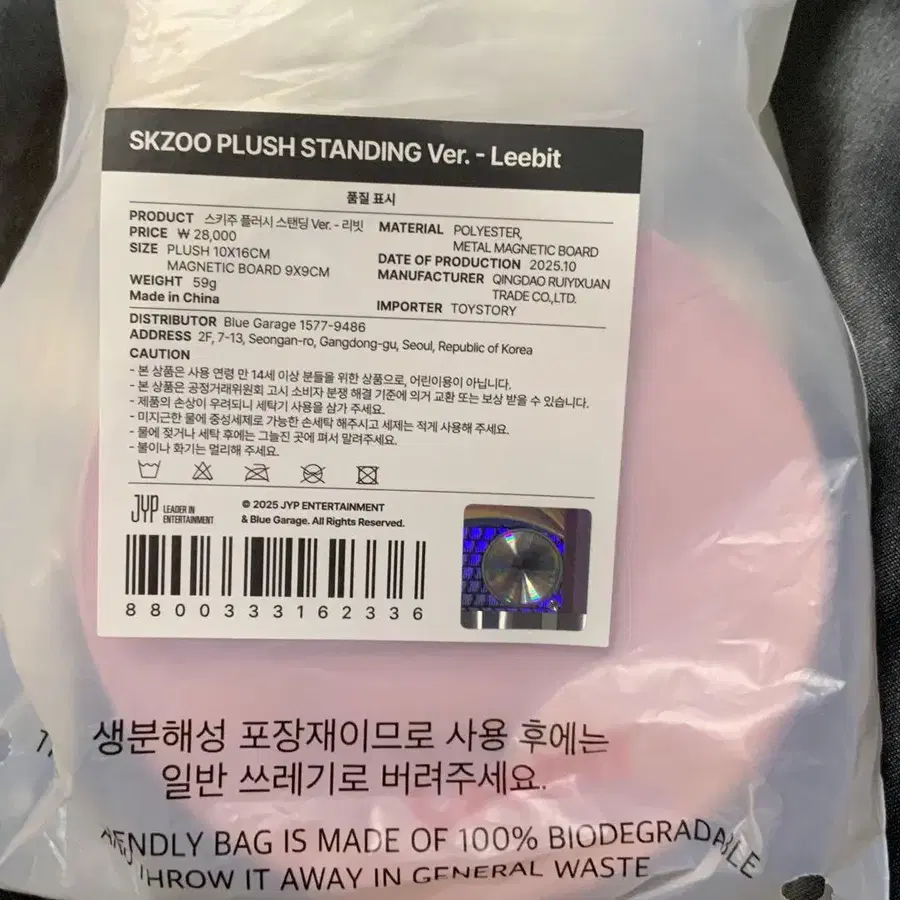 SKZOO PLUSH STANDING Ver. - Leebit
품질 표시
PRODUCT 스키주 플러시 스탠딩 Ver. - 리빗
PRICE ₩ 28,000
SIZE PLUSH 10X16CM
MAGNETIC BOARD 9X9CM
WEIGHT 59g
Made in China
MATERIAL POLYESTER,
METAL MAGNETIC BOARD
DATE OF PRODUCTION 2025.10
MANUFACTURER QINGDAO RUIYIXUAN
TRADE CO.,LTD.
IMPORTER TOYSTORY
DISTRIBUTOR Blue Garage 1577-9486
ADDRESS 2F, 7-13, Seongan-ro, Gangdong-gu, Seoul, Republic of Korea
CAUTION
- 본 상품은 사용 연령 만 14세 이상 분들을 위한 상품으로, 어린이용이 아닙니다.
- 본 상품은 공정거래위원회 고시 소비자 분쟁 해결 기준에 의거 교환 또는 보상 받을 수 있습니다.
- 제품의 손상이 우려되니 세탁기 사용을 삼가 주세요.
- 미지근한 물에 중성세제로 가능한 손세탁 해주시고 세제는 적게 사용해 주세요.
- 물에 젖거나 세탁 후에는 그늘진 곳에 펴서 말려주세요.
- 불이나 화기는 멀리해 주세요.
JYP LEADER IN
ENTERTAINMENT
© 2025 JYP ENTERTAINMENT
& Blue Garage. All Rights Reserved.
8800333162336
생분해성 포장재이므로 사용 후에는
일반 쓰레기로 버려주세요.
ENDLY BAG IS MADE OF 100% BIODEGRADABLE
THROW IT AWAY IN GENERAL WASTE